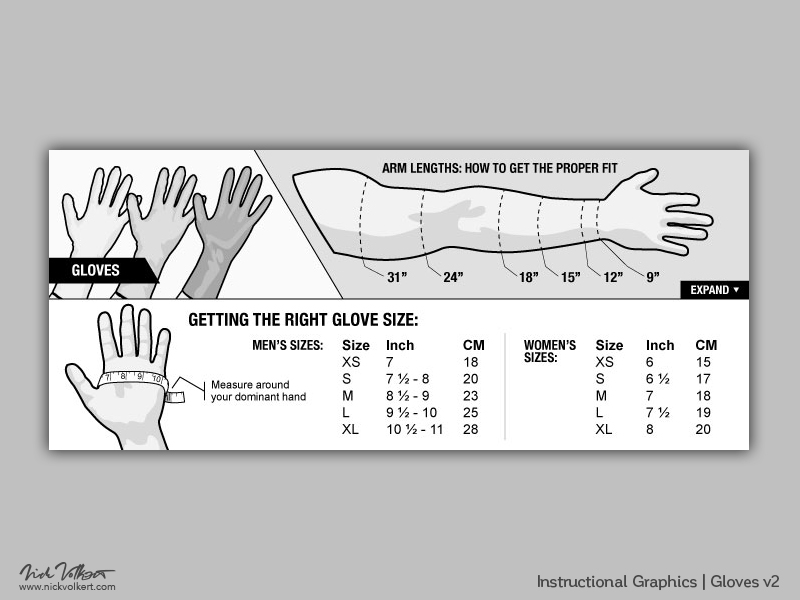 ARM LENGTHS: HOW TO GET THE PROPER FIT
GLOVES
31” 24” 18” 15” 12” 9”
EXPAND ▼
GETTING THE RIGHT GLOVE SIZE:
MEN'S SIZES: Size Inch CM
XS 7 18
S 7 ½ - 8 20
M 8 ½ - 9 23
L 9 ½ - 10 25
XL 10 ½ - 11 28
WOMEN'S
SIZES:
Size Inch CM
XS 6 15
S 6 ½ 17
M 7 18
L 7 ½ 19
XL 8 20
7 8 9 10
Measure around
your dominant hand
Nick Volkert
www.nickvolkert.com
Instructional Graphics | Gloves v2